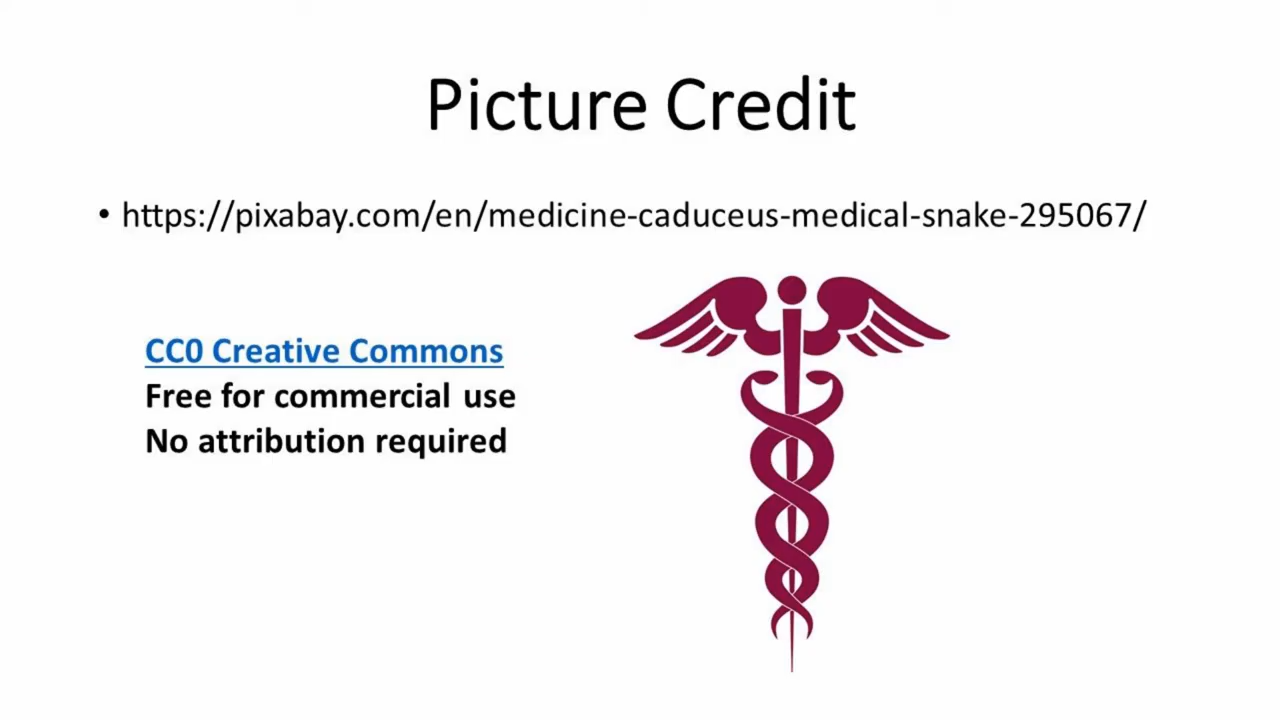 Picture Credit
• https://pixabay.com/en/medicine-caduceus-medical-snake-295067/
CC0 Creative Commons
Free for commercial use
No attribution required